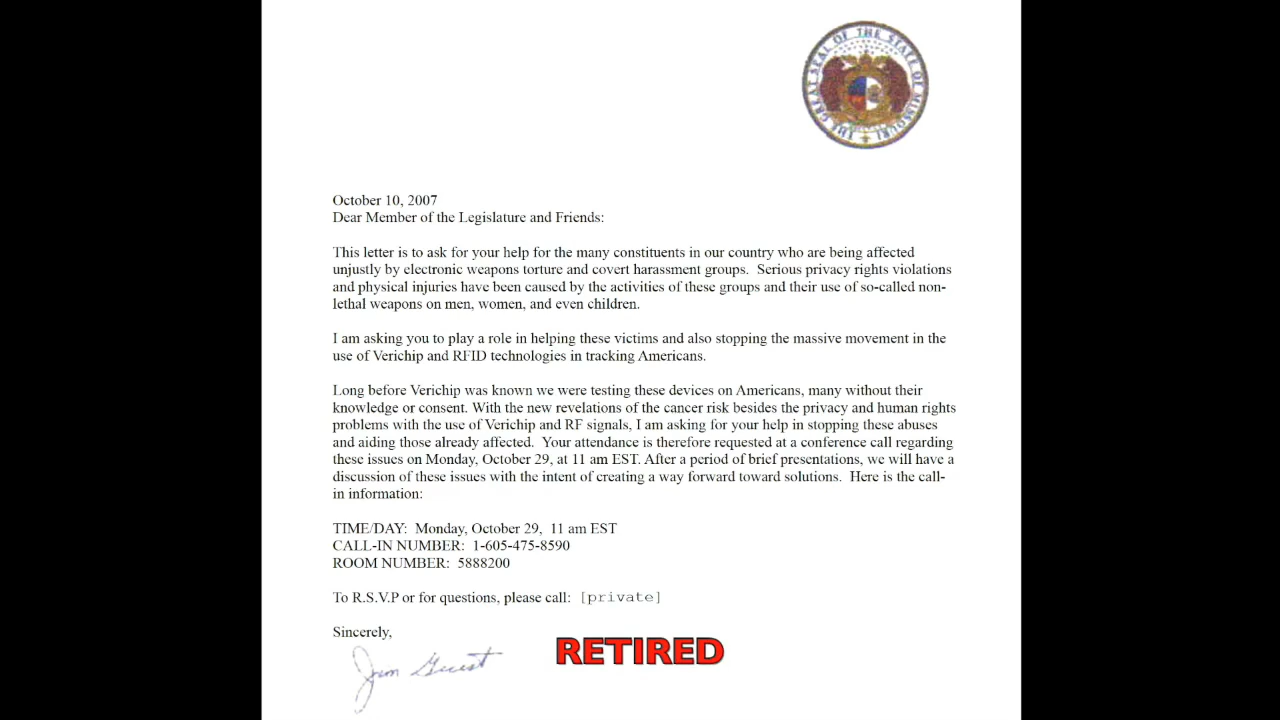 THE GREAT SEAL OF THE STATE OF MISSOURI
October 10, 2007
Dear Member of the Legislature and Friends:
This letter is to ask for your help for the many constituents in our country who are being affected
unjustly by electronic weapons torture and covert harassment groups.  Serious privacy rights violations
and physical injuries have been caused by the activities of these groups and their use of so-called non-
lethal weapons on men, women, and even children.
I am asking you to play a role in helping these victims and also stopping the massive movement in the
use of Verichip and RFID technologies in tracking Americans.
Long before Verichip was known we were testing these devices on Americans, many without their
knowledge or consent. With the new revelations of the cancer risk besides the privacy and human rights
problems with the use of Verichip and RF signals, I am asking for your help in stopping these abuses
and aiding those already affected.  Your attendance is therefore requested at a conference call regarding
these issues on Monday, October 29, at 11 am EST. After a period of brief presentations, we will have a
discussion of these issues with the intent of creating a way forward toward solutions.  Here is the call-
in information:
TIME/DAY:  Monday, October 29,  11 am EST
CALL-IN NUMBER:  1-605-475-8590
ROOM NUMBER:  5888200
To R.S.V.P or for questions, please call:  [private]
Sincerely,
Jim Guest
RETIRED